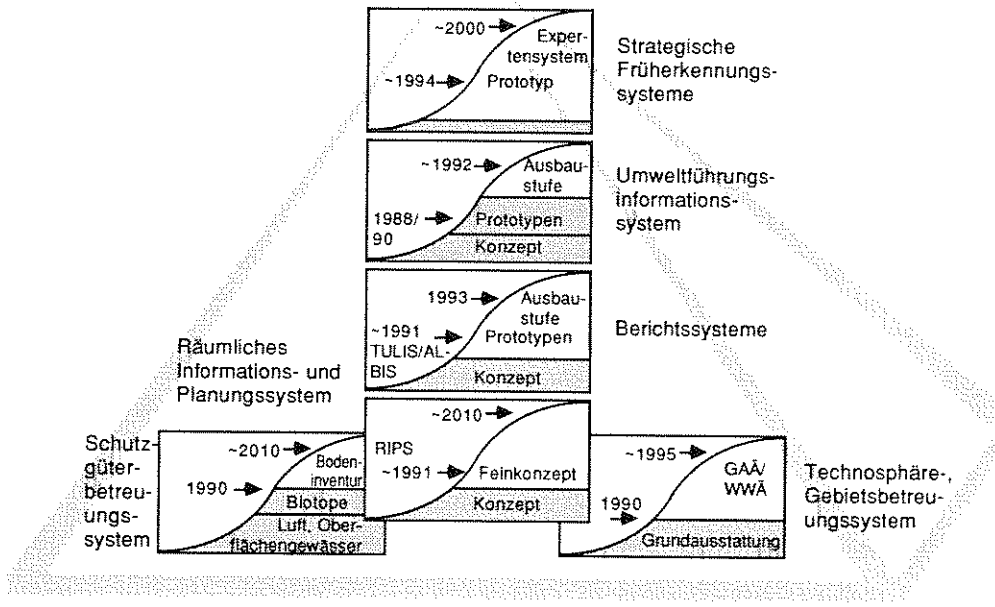 ~2000
Exper-
tensystem
~1994
Prototyp
Strategische
Früherkennungs-
systeme
~1992
Ausbau-
stufe
1988/
90
Prototypen
Konzept
Umweltführungs-
informations-
system
1993
Ausbau-
stufe
Prototypen
~1991
TULIS/AL-
BIS
Konzept
Berichtssysteme
Räumliches
Informations- und
Planungssystem
~2010
RIPS
~1991
Feinkonzept
Konzept
Schutz-
güter-
betreu-
ungs-
system
~2010
Boden-
inventur
1990
Biotope
Luft, Ober-
flächengewässer
~1995
GAÄ/
WWÄ
1990
Grundausstattung
Technosphäre-,
Gebietsbetreu-
ungssystem